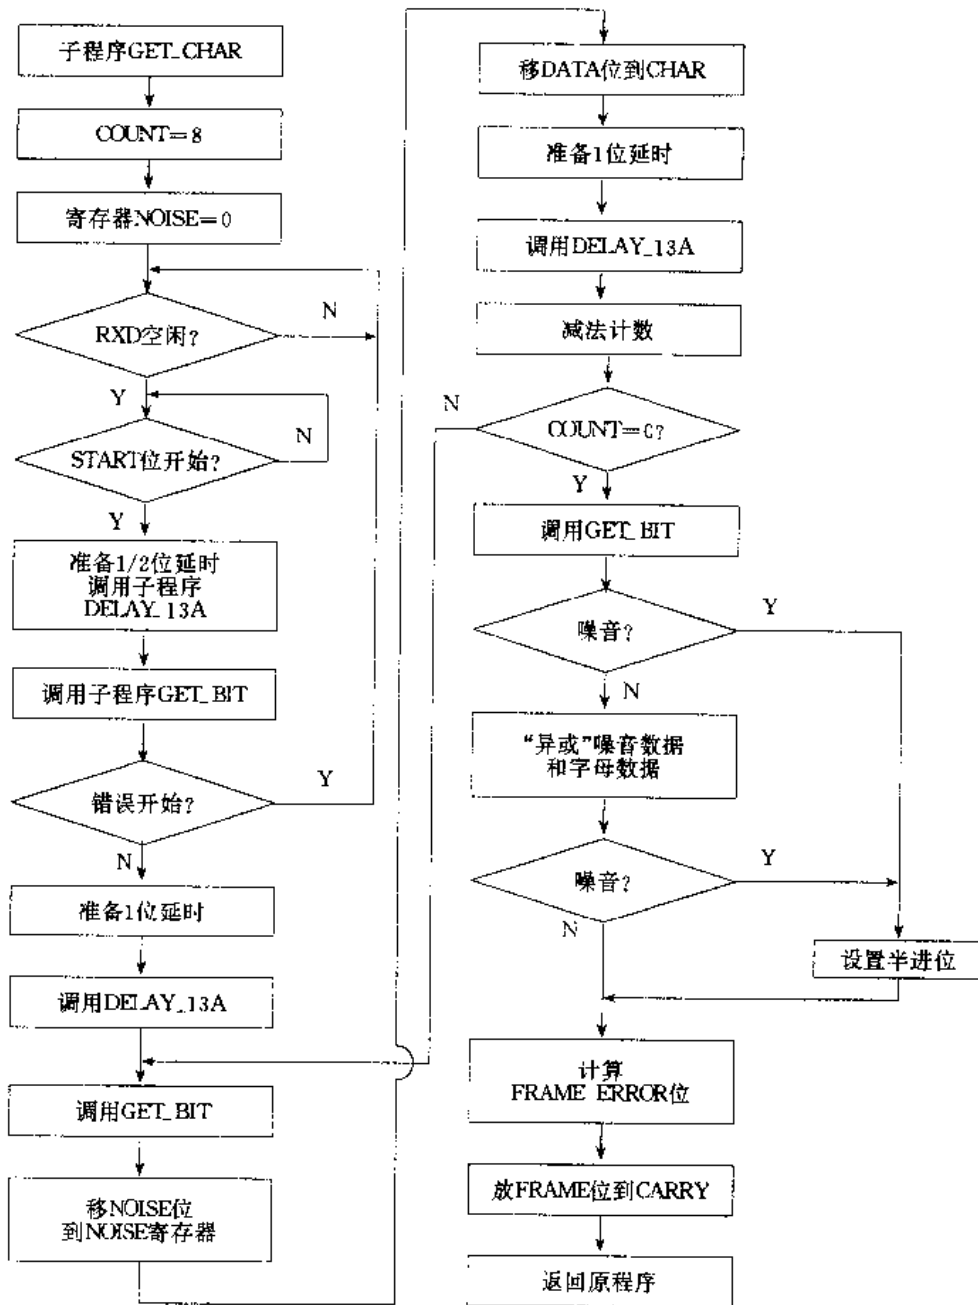 子程序GET_CHAR
COUNT=8
寄存器NOISE=0
RXD空闲?
N
Y
START位开始?
N
Y
准备1/2位延时
调用子程序
DELAY_13A
调用子程序GET_BIT
错误开始?
Y
N
准备1位延时
调用DELAY_13A
调用GET_BIT
移NOISE位
到NOISE寄存器
移DATA位到CHAR
准备1位延时
调用DELAY_13A
减法计数
N
COUNT=0?
Y
调用GET_BIT
噪音?
Y
N
“异或”噪音数据
和字母数据
噪音?
Y
N
设置半进位
计算
FRAME ERROR位
放FRAME位到CARRY
返回原程序